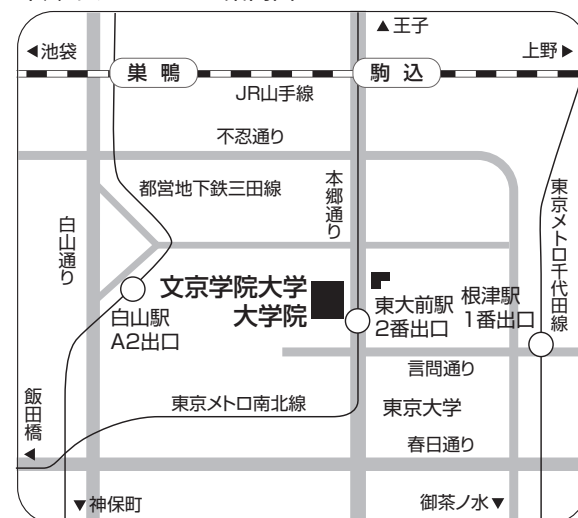 ▲王子
◀池袋
上野▶
巣鴨
駒込
JR山手線
不忍通り
都営地下鉄三田線
本郷通り
白山通り
東京メトロ千代田線
文京学院大学
大学院
白山駅
A2出口
東大前駅
2番出口
根津駅
1番出口
言問通り
東京メトロ南北線
東京大学
飯田橋
◀
春日通り
▼神保町
御茶ノ水▼